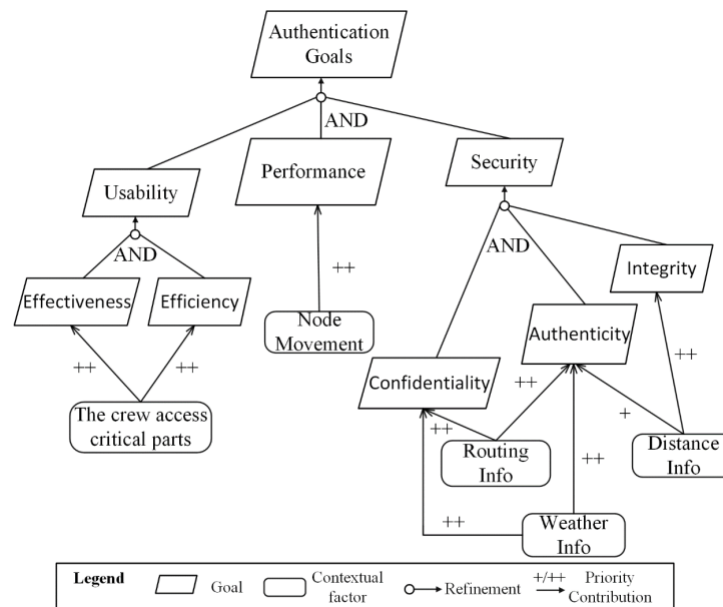 Authentication
Goals
AND
Usability
Performance
Security
AND
AND
Effectiveness
Efficiency
Integrity
++
Node
Movement
Authenticity
Confidentiality
++
++
++
++
The crew access
critical parts
++
+
Routing
Info
Distance
Info
++
++
Weather
Info
Legend
Goal
Contextual
factor
Refinement
+/++
Priority
Contribution